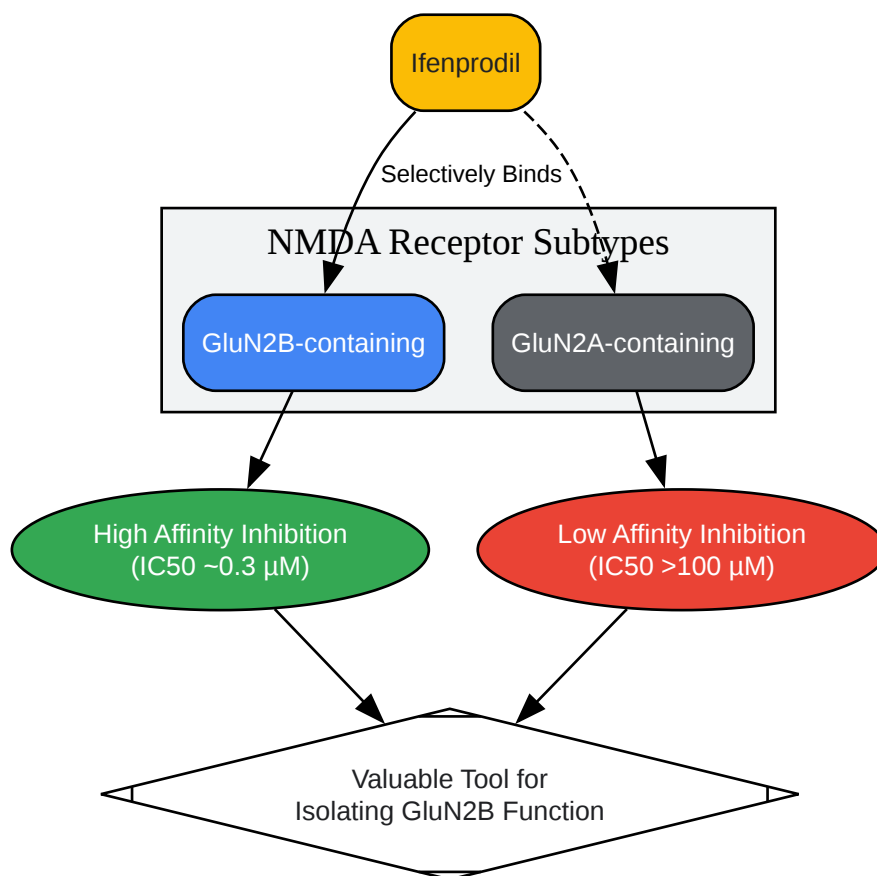 Ifenprodil
Selectively Binds
NMDA Receptor Subtypes
GluN2B-containing
GluN2A-containing
High Affinity Inhibition
(IC50 ~0.3 µM)
Low Affinity Inhibition
(IC50 >100 µM)
Valuable Tool for
Isolating GluN2B Function